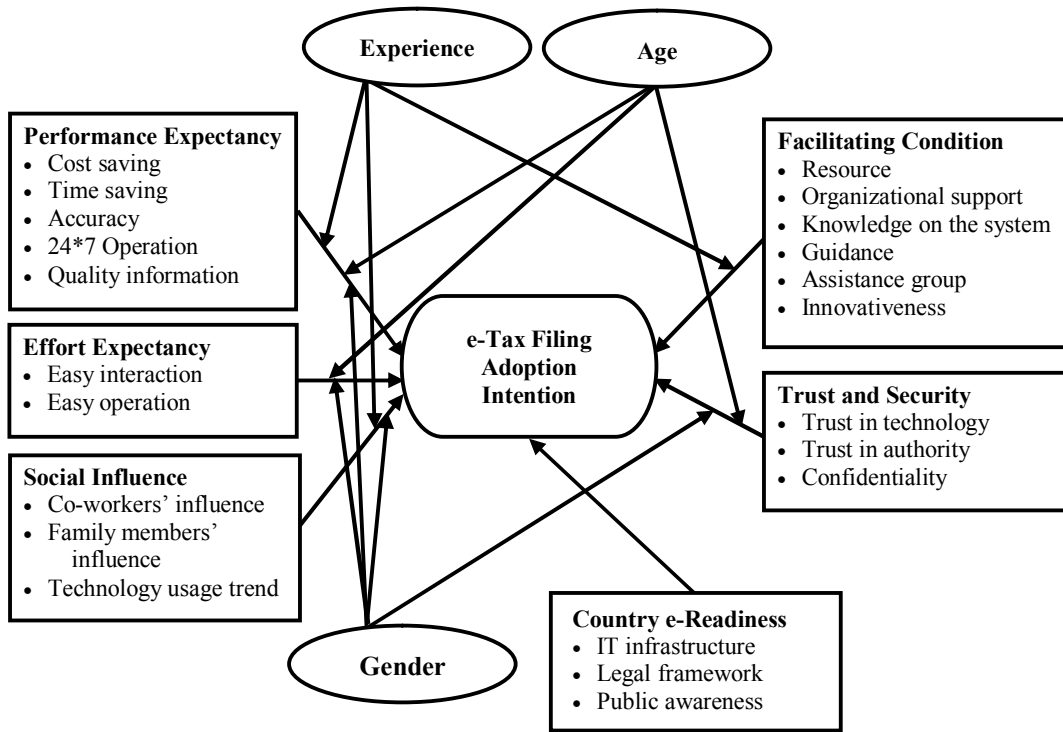 Experience
Age
Performance Expectancy
• Cost saving
• Time saving
• Accuracy
• 24*7 Operation
• Quality information
Effort Expectancy
• Easy interaction
• Easy operation
Social Influence
• Co-workers’ influence
• Family members’
influence
• Technology usage trend
e-Tax Filing
Adoption
Intention
Facilitating Condition
• Resource
• Organizational support
• Knowledge on the system
• Guidance
• Assistance group
• Innovativeness
Trust and Security
• Trust in technology
• Trust in authority
• Confidentiality
Gender
Country e-Readiness
• IT infrastructure
• Legal framework
• Public awareness